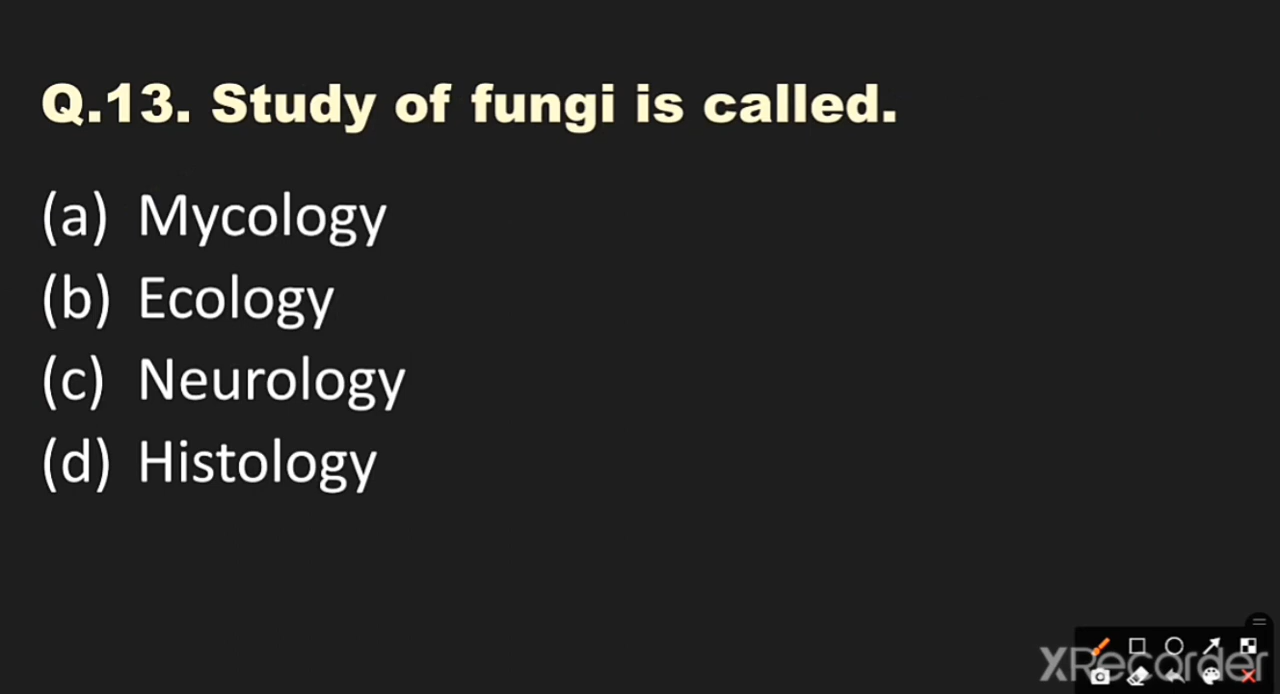 Q.13. Study of fungi is called.
(a) Mycology
(b) Ecology
(c) Neurology
(d) Histology
XRecorder